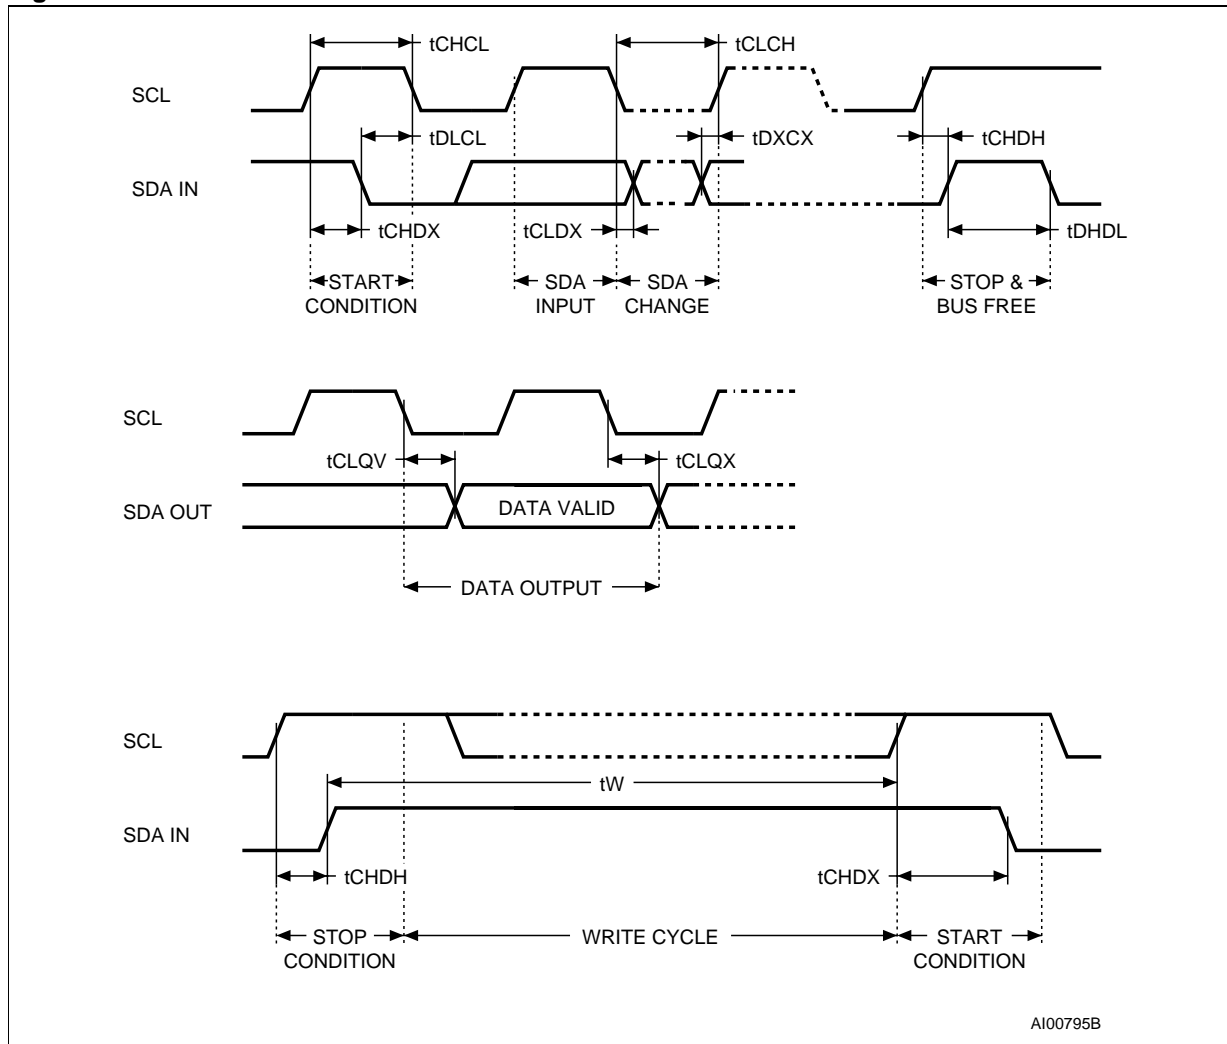 tCHCL tCLCH
SCL
tDLCL tDXCX tCHDH
SDA IN
tCHDX tCLDX tDHDL
START CONDITION
SDA INPUT
SDA CHANGE
STOP & BUS FREE
SCL
tCLQV tCLQX
SDA OUT DATA VALID
DATA OUTPUT
SCL
tW
SDA IN
tCHDH tCHDX
STOP CONDITION
WRITE CYCLE
START CONDITION
AI00795B